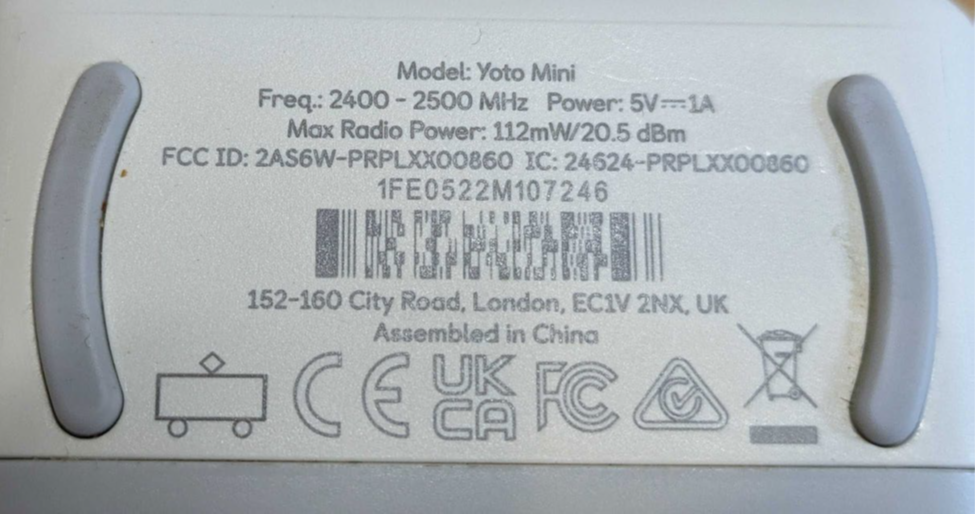 Model: Yoto Mini
Freq.: 2400 - 2500 MHz Power: 5V⎓1A
Max Radio Power: 112mW/20.5 dBm
FCC ID: 2AS6W-PRPLXX00860 IC: 24624-PRPLXX00860
1FE0522M107246
152-160 City Road, London, EC1V 2NX, UK
Assembled in China
CE UK CA FC